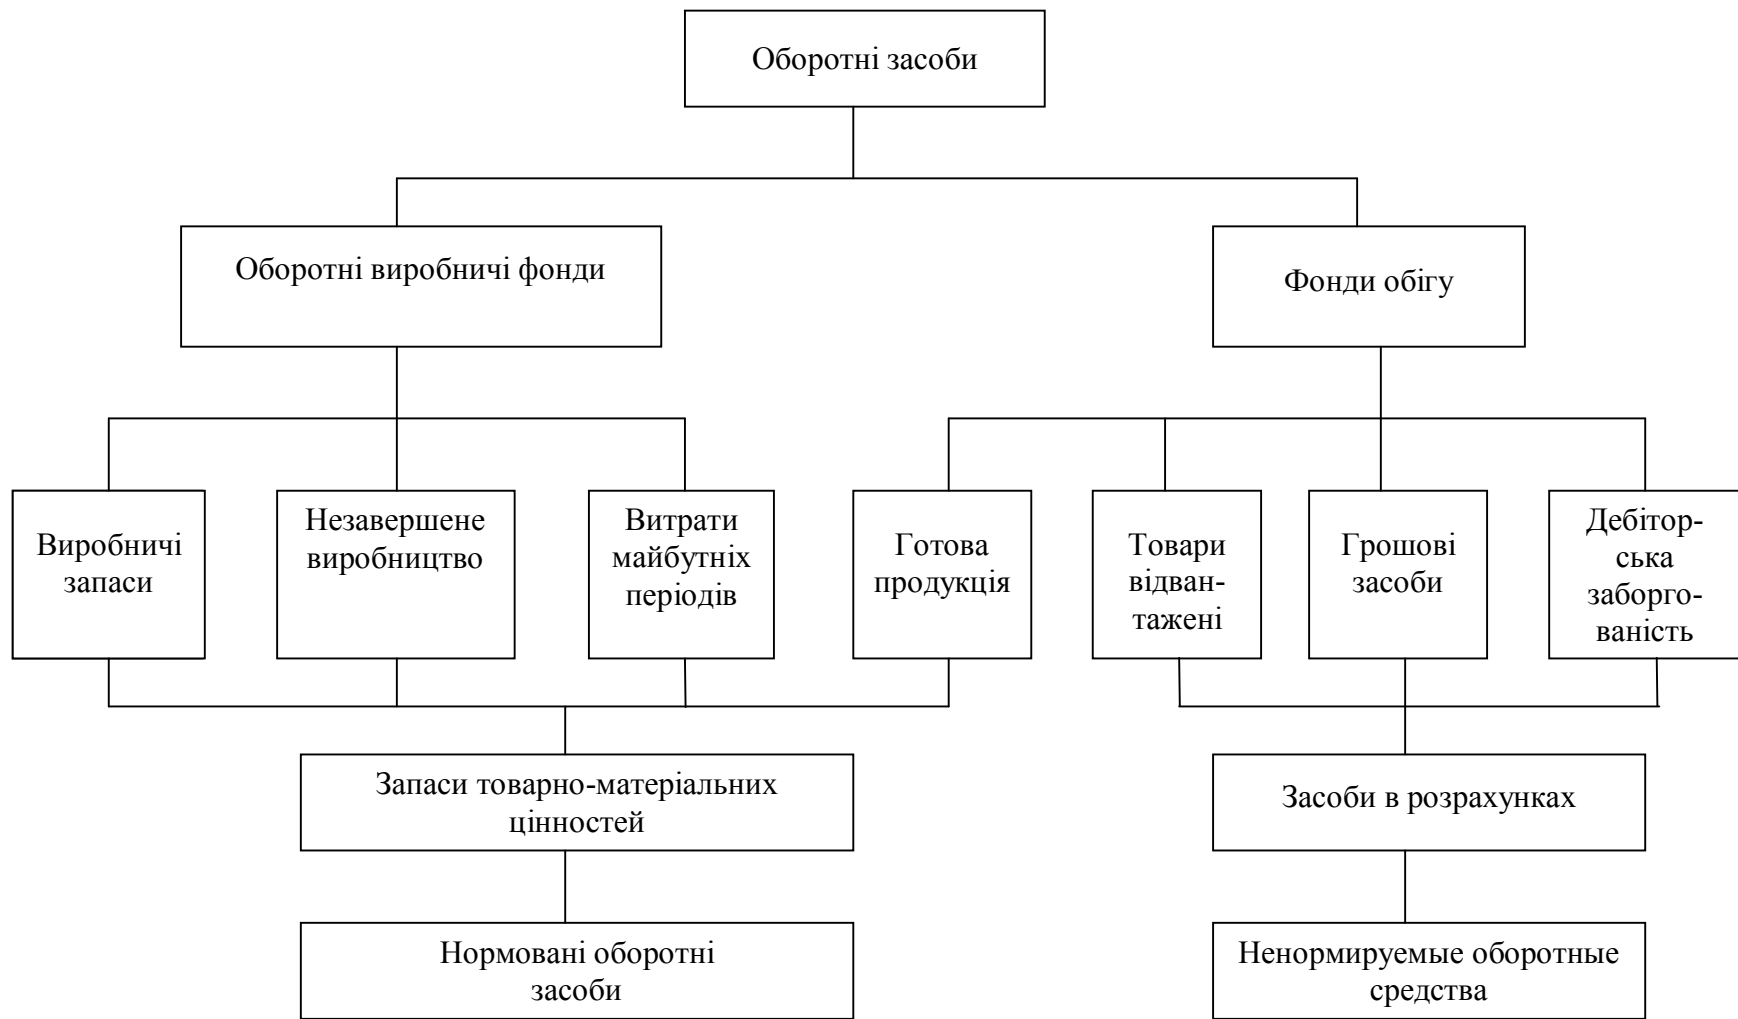 Оборотні засоби
Оборотні виробничі фонди
Фонди обігу
Виробничі
запаси
Незавершене
виробництво
Витрати
майбутніх
періодів
Готова
продукція
Товари
відван-
тажені
Грошові
засоби
Дебітор-
ська
заборго-
ваність
Запаси товарно-матеріальних
цінностей
Засоби в розрахунках
Нормовані оборотні
засоби
Ненормируемые оборотные
средства